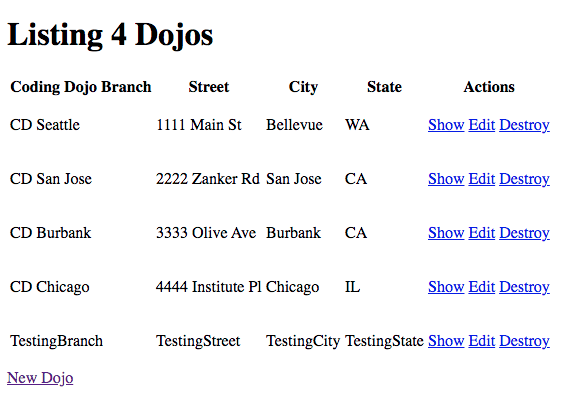 Listing 4 Dojos
Coding Dojo Branch Street City State Actions
CD Seattle 1111 Main St Bellevue WA Show Edit Destroy
CD San Jose 2222 Zanker Rd San Jose CA Show Edit Destroy
CD Burbank 3333 Olive Ave Burbank CA Show Edit Destroy
CD Chicago 4444 Institute Pl Chicago IL Show Edit Destroy
TestingBranch TestingStreet TestingCity TestingState Show Edit Destroy
New Dojo